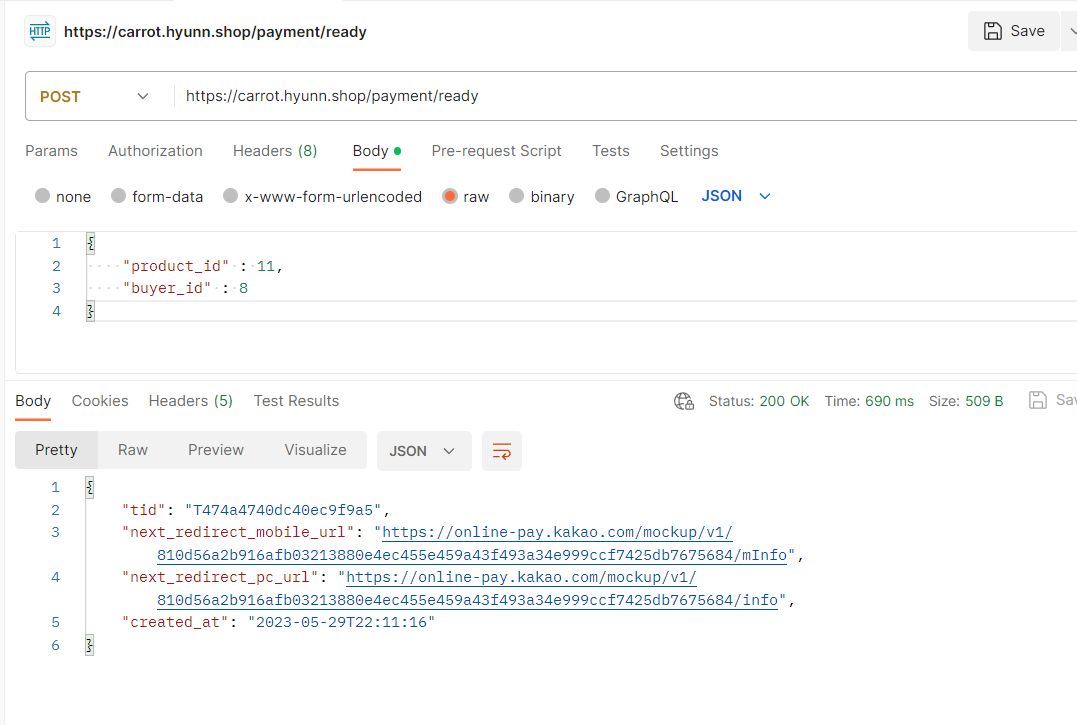 HTTP https://carrot.hyunn.shop/payment/ready Save
POST https://carrot.hyunn.shop/payment/ready
Params Authorization Headers (8) Body Pre-request Script Tests Settings
none form-data x-www-form-urlencoded raw binary GraphQL JSON
1 {
2 "product_id" : 11,
3 "buyer_id" : 8
4 }
Body Cookies Headers (5) Test Results Status: 200 OK Time: 690 ms Size: 509 B Sav
Pretty Raw Preview Visualize JSON
1 {
2 "tid": "T474a4740dc40ec9f9a5",
3 "next_redirect_mobile_url": "https://online-pay.kakao.com/mockup/v1/
810d56a2b916afb03213880e4ec455e459a43f493a34e999ccf7425db7675684/mInfo",
4 "next_redirect_pc_url": "https://online-pay.kakao.com/mockup/v1/
810d56a2b916afb03213880e4ec455e459a43f493a34e999ccf7425db7675684/info",
5 "created_at": "2023-05-29T22:11:16"
6 }